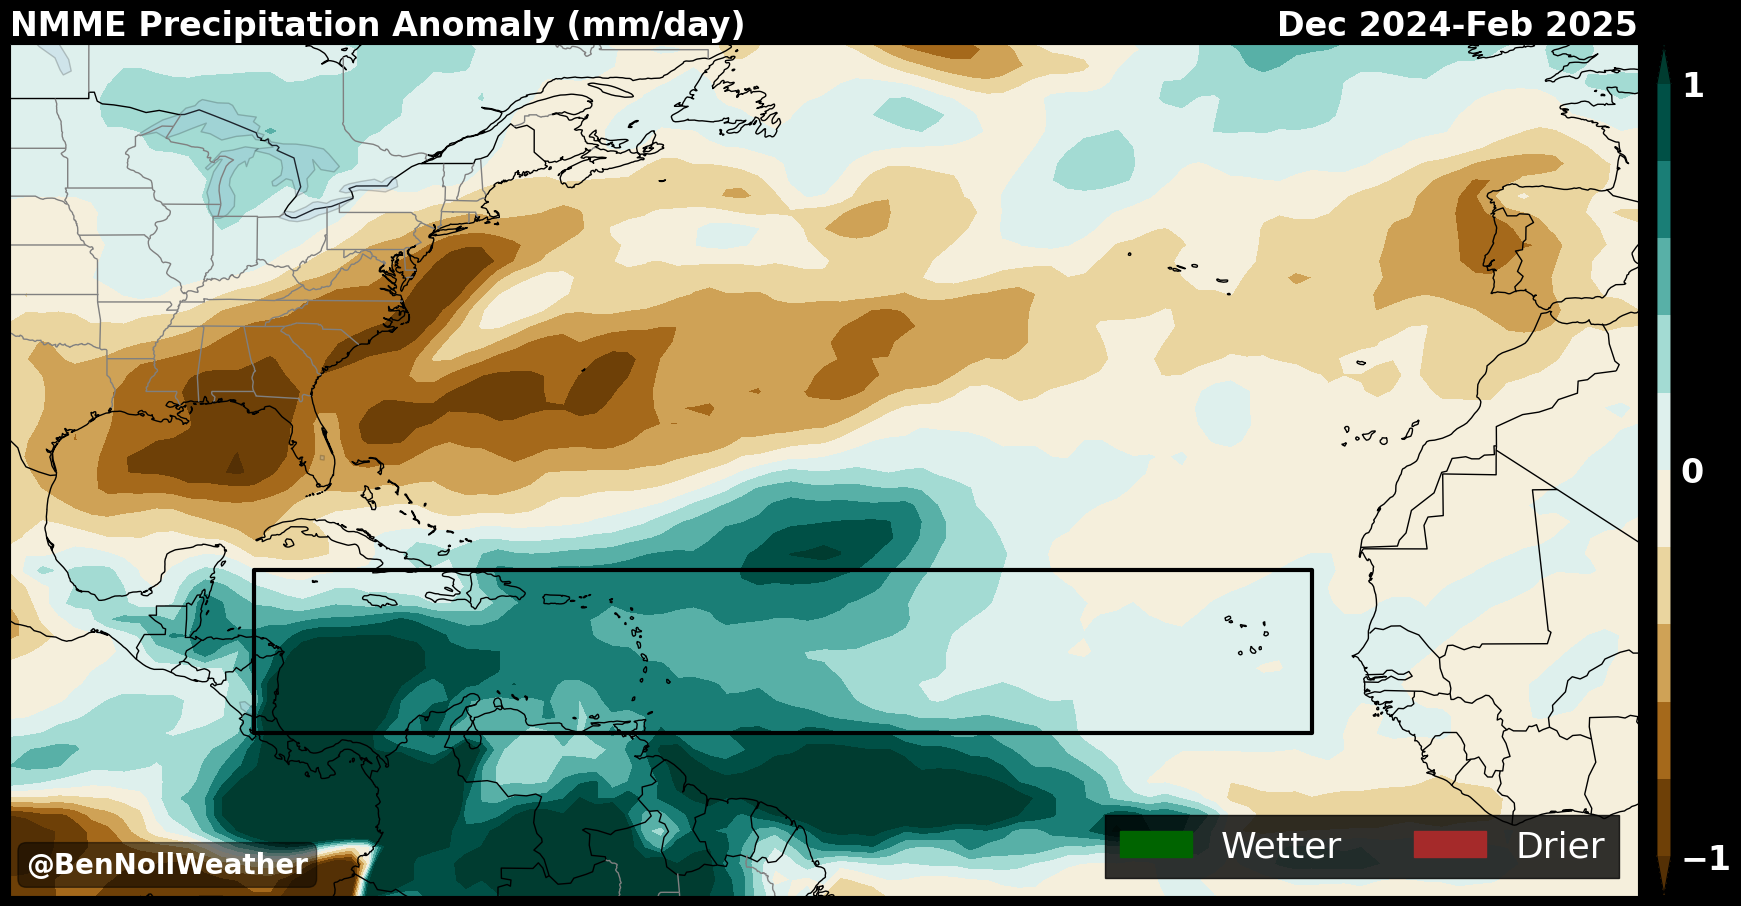 NMME Precipitation Anomaly (mm/day)
Dec 2024-Feb 2025
1
0
−1
Wetter
Drier
@BenNollWeather